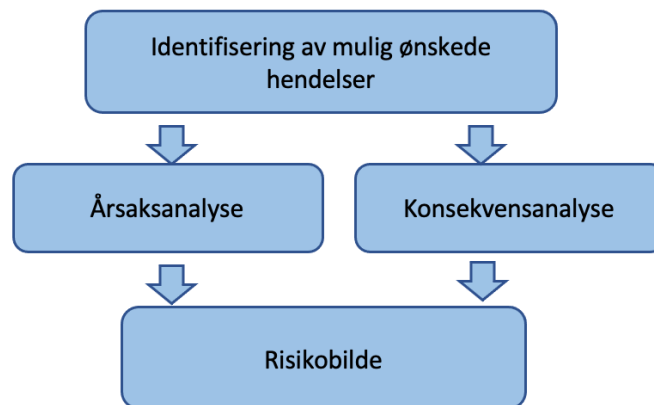 Identifisering av mulig ønskede
hendelser
Årsaksanalyse
Konsekvensanalyse
Risikobilde